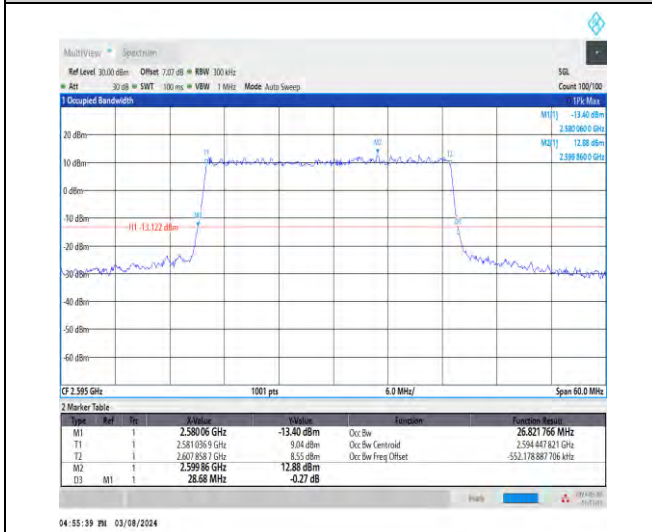 MultiView Spectrum
Ref Level 30.00 dBm Offset 7.07 dB RBW 300 kHz SGL
Att 30 dB SWT 100 ms VBW 1 MHz Mode Auto Sweep Count 100/100
1 Occupied Bandwidth 1Pk Max
M1[1] -13.40 dBm
2.580 060 0 GHz
20 dBm M2[1] 12.88 dBm
2.599 860 0 GHz
T1 M2 T2
10 dBm
0 dBm
-10 dBm
H1 -13.122 dBm
-30 dBm
-40 dBm
-50 dBm
-60 dBm
CF 2.595 GHz 1001 pts 6.0 MHz/ Span 60.0 MHz
2 Marker Table
Type Ref Trc X-Value Y-Value Function Function Result
M1 1 2.580 06 GHz -13.40 dBm Occ Bw 26.821 766 MHz
T1 1 2.581 036 9 GHz 9.04 dBm Occ Bw Centroid 2.594 447 821 GHz
T2 1 2.607 858 7 GHz 8.55 dBm Occ Bw Freq Offset -552.178 887 706 kHz
M2 1 2.599 86 GHz 12.88 dBm
D3 M1 1 28.68 MHz -0.27 dB
04:55:39 PM 03/08/2024